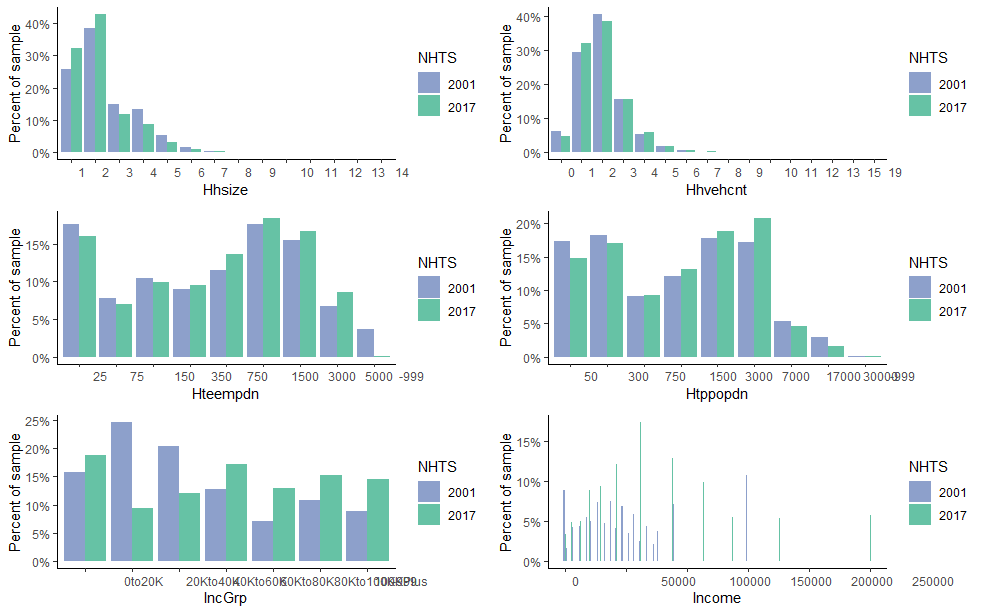 40%
30%
20%
10%
0%
Percent of sample
1 2 3 4 5 6 7 8 9 10 11 12 13 14
Hhsize
NHTS
2001
2017
40%
30%
20%
10%
0%
Percent of sample
0 1 2 3 4 5 6 7 8 9 10 11 12 13 15 19
Hhvehcnt
NHTS
2001
2017
15%
10%
5%
0%
Percent of sample
25 75 150 350 750 1500 3000 5000 -999
Hteempdn
NHTS
2001
2017
20%
15%
10%
5%
0%
Percent of sample
50 300 750 1500 3000 7000 17000 30000 -999
Htppopdn
NHTS
2001
2017
25%
20%
15%
10%
5%
0%
Percent of sample
0to20K 20Kto40K 40Kto60K 60Kto80K 80Kto100K
IncGrp
NHTS
2001
2017
15%
10%
5%
0%
Percent of sample
0 50000 100000 150000 200000 250000
Income
NHTS
2001
2017